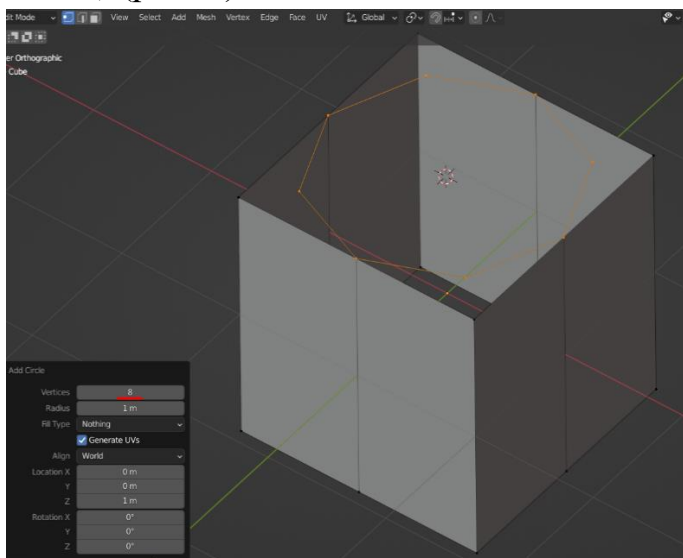 dit Mode View Select Add Mesh Vertex Edge Face UV Global
er Orthographic
Cube
Add Circle
Vertices 8
Radius 1 m
Fill Type Nothing
Generate UVs
Align World
Location X 0 m
Y 0 m
Z 1 m
Rotation X 0°
Y 0°
Z 0°